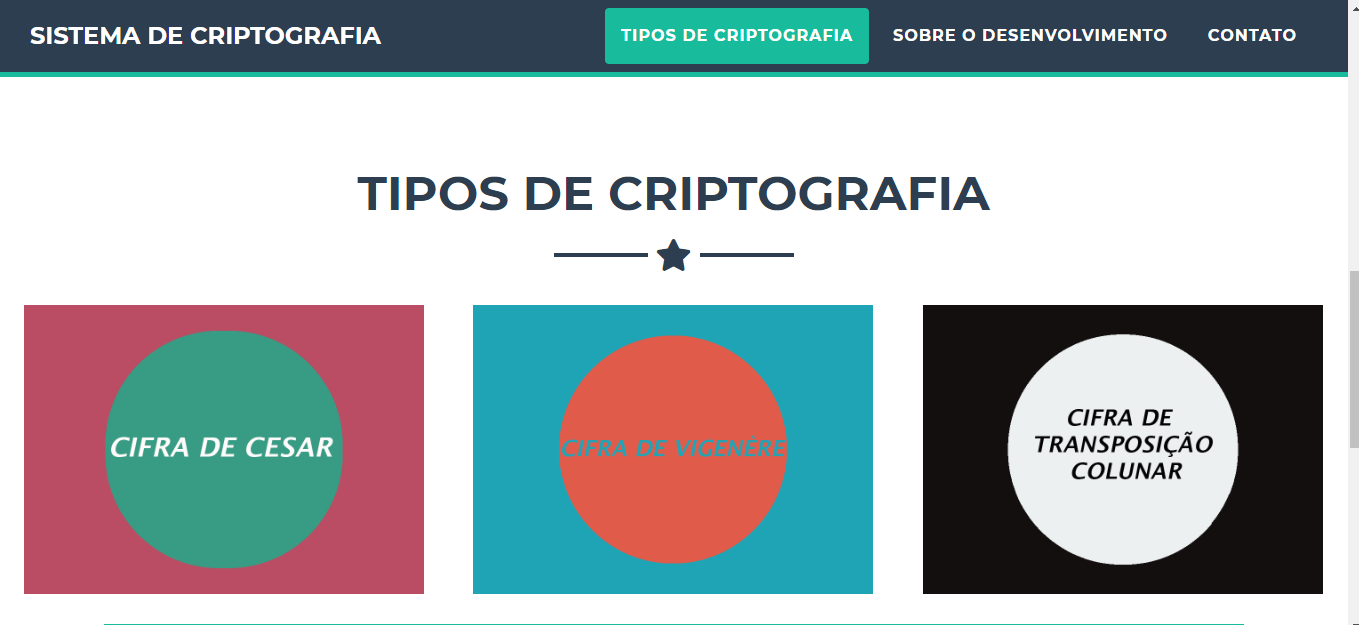 SISTEMA DE CRIPTOGRAFIA
TIPOS DE CRIPTOGRAFIA
SOBRE O DESENVOLVIMENTO
CONTATO
TIPOS DE CRIPTOGRAFIA
CIFRA DE CESAR
CIFRA DE VIGENÈRE
CIFRA DE
TRANSPOSIÇÃO
COLUNAR